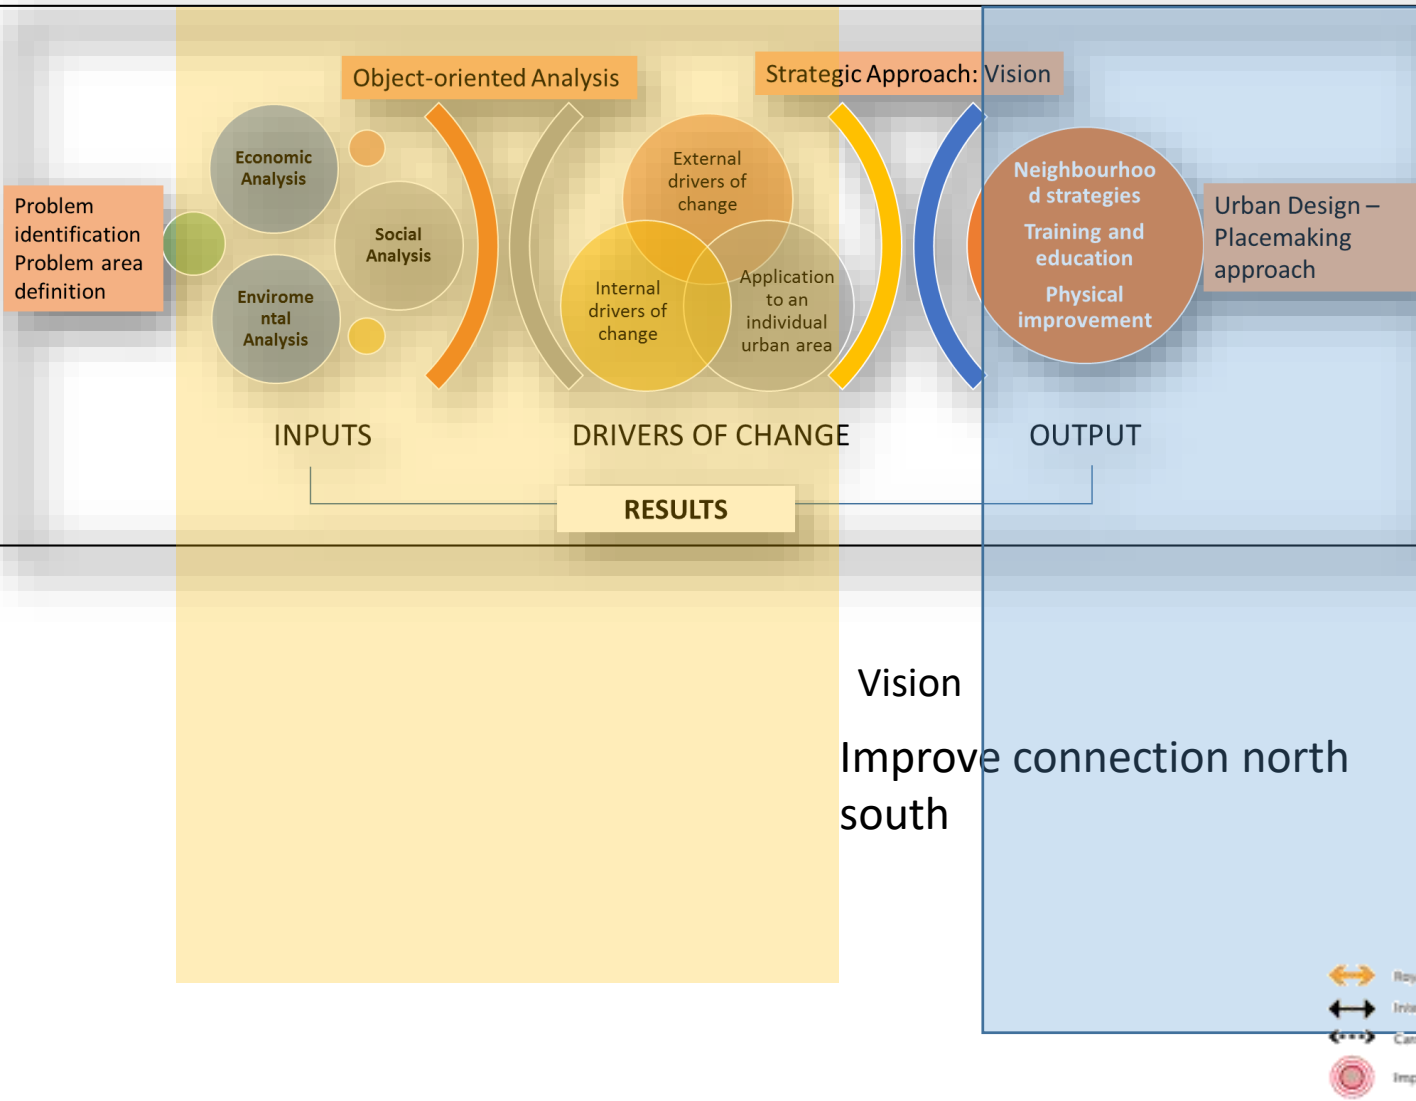 Object-oriented Analysis
Strategic Approach: Vision
Problem
identification
Problem area
definition
Economic
Analysis
Social
Analysis
Envirome
ntal
Analysis
External
drivers of
change
Internal
drivers of
change
Application
to an
individual
urban area
Neighbourhoo
d strategies
Training and
education
Physical
improvement
Urban Design –
Placemaking
approach
INPUTS
DRIVERS OF CHANGE
OUTPUT
RESULTS
Vision
Improve connection north
south